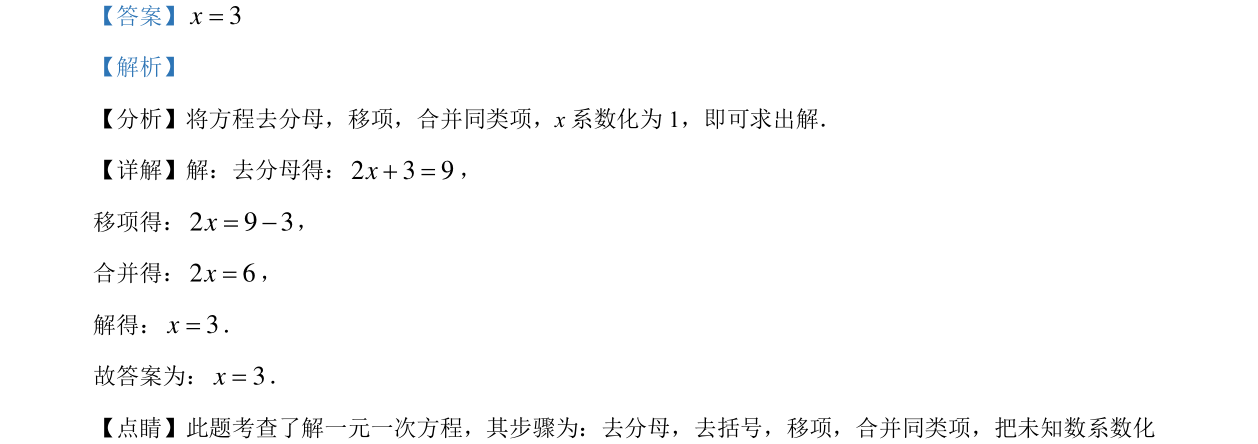 【答案】x = 3
【解析】
【分析】将方程去分母，移项，合并同类项，x 系数化为 1，即可求出解．
【详解】解：去分母得：2x + 3 = 9，
移项得：2x = 9 − 3，
合并得：2x = 6，
解得：x = 3．
故答案为：x = 3．
【点睛】此题考查了解一元一次方程，其步骤为：去分母，去括号，移项，合并同类项，把未知数系数化